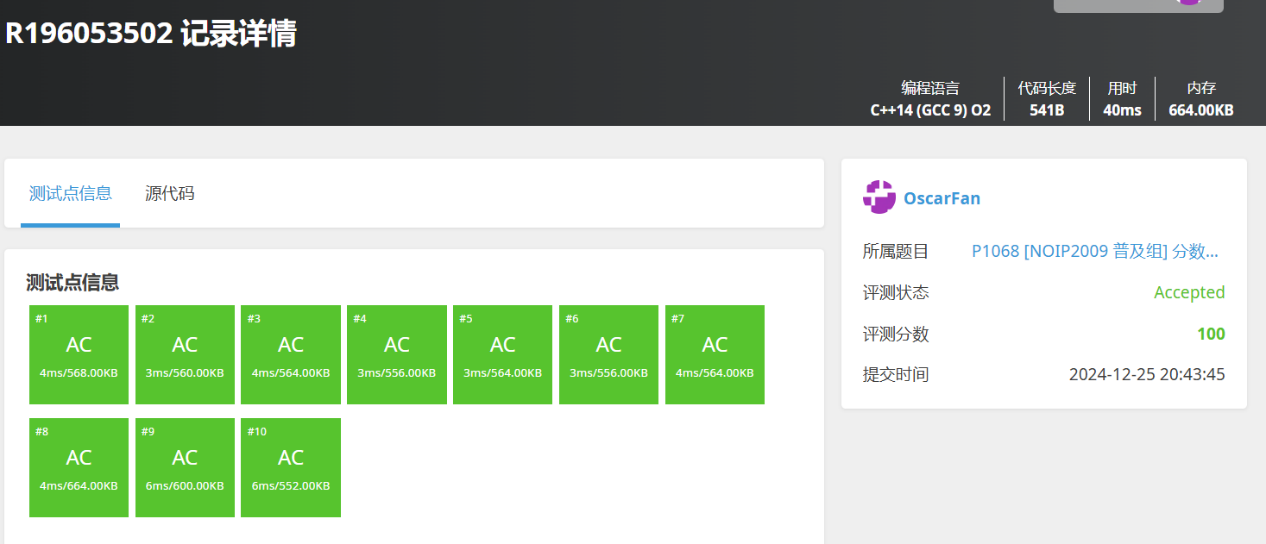 R196053502 记录详情
编程语言 代码长度 用时 内存
C++14 (GCC 9) O2 541B 40ms 664.00KB
测试点信息 源代码
测试点信息
#1 #2 #3 #4 #5 #6 #7
AC AC AC AC AC AC AC
4ms/568.00KB 3ms/560.00KB 4ms/564.00KB 3ms/556.00KB 3ms/564.00KB 3ms/556.00KB 4ms/564.00KB
#8 #9 #10
AC AC AC
4ms/664.00KB 6ms/600.00KB 6ms/552.00KB
OscarFan
所属题目 P1068 [NOIP2009 普及组] 分数...
评测状态 Accepted
评测分数 100
提交时间 2024-12-25 20:43:45